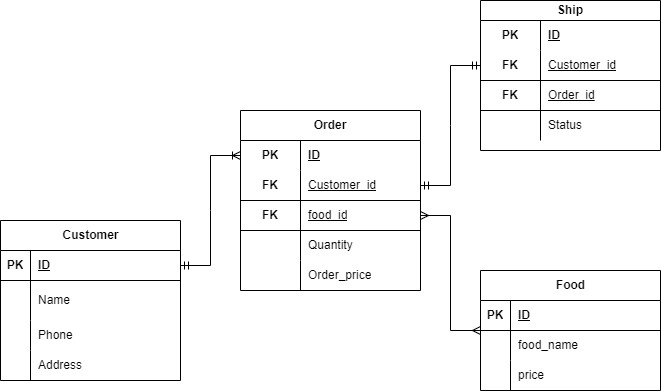 Ship
PK ID
FK Customer_id
FK Order_id
Status
Order
PK ID
FK Customer_id
FK food_id
Quantity
Order_price
Customer
PK ID
Name
Phone
Address
Food
PK ID
food_name
price